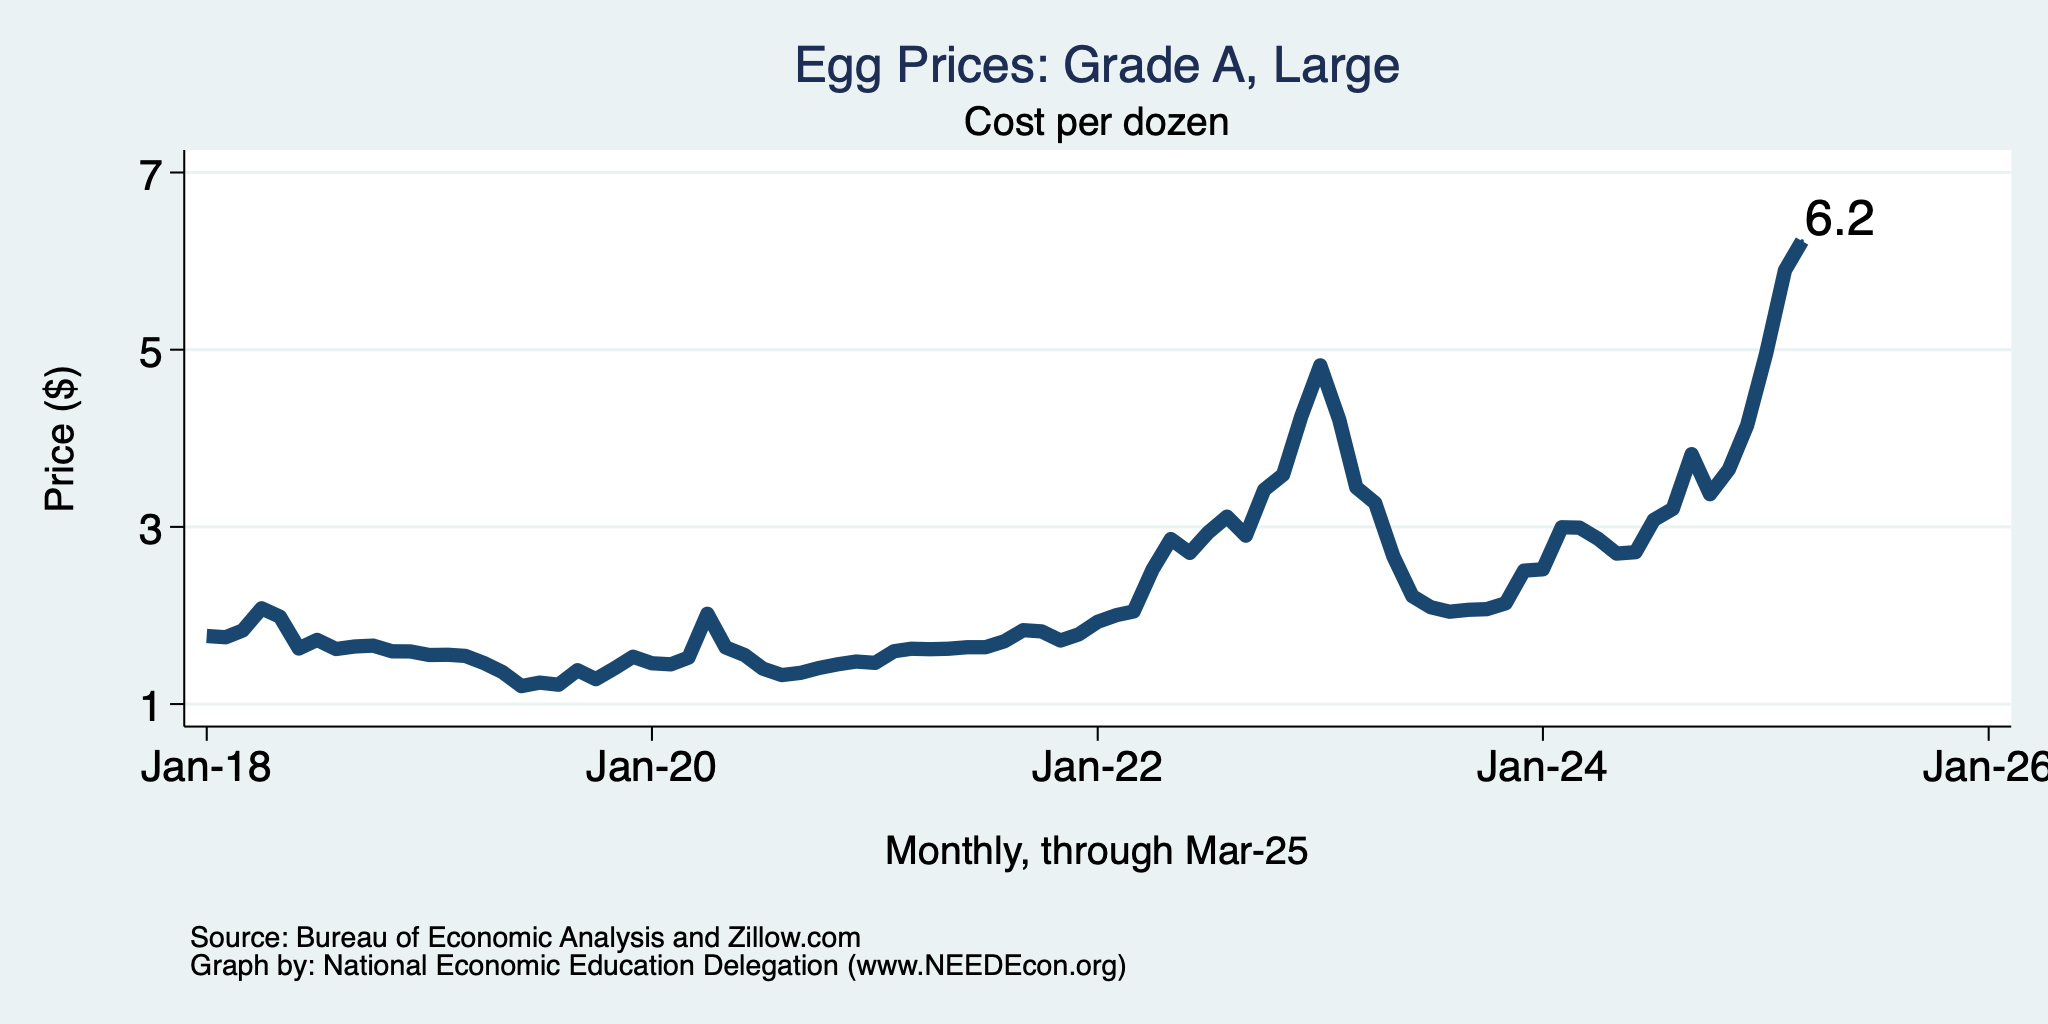 Egg Prices: Grade A, Large
Cost per dozen
7
6.2
5
3
1
Price ($)
Jan-18 Jan-20 Jan-22 Jan-24 Jan-26
Monthly, through Mar-25
Source: Bureau of Economic Analysis and Zillow.com
Graph by: National Economic Education Delegation (www.NEEDEcon.org)